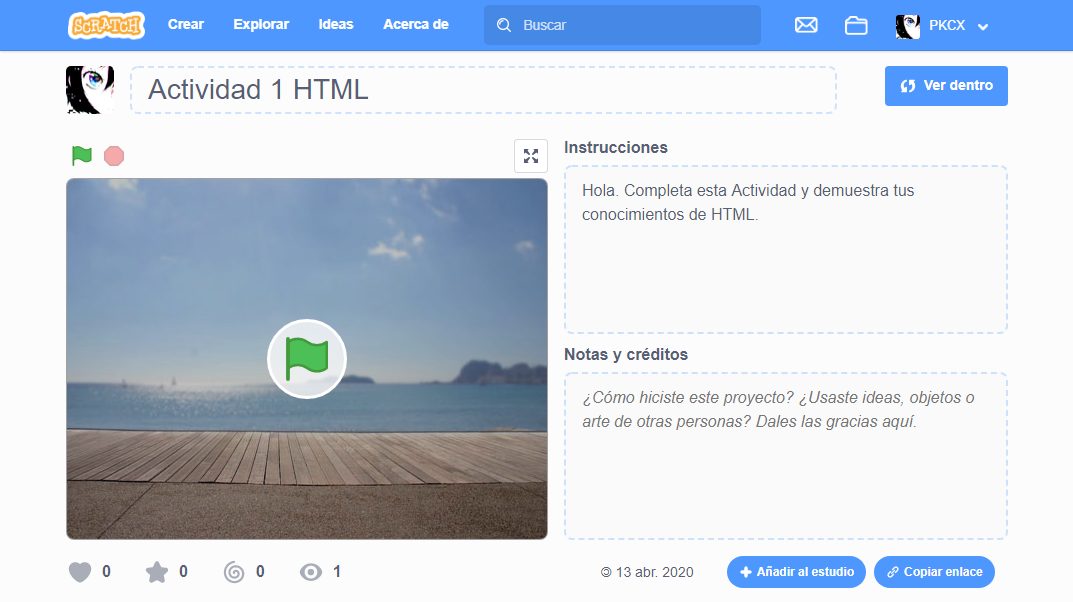 SCRATCH Crear Explorar Ideas Acerca de Buscar PKCX
Actividad 1 HTML
Ver dentro
Instrucciones
Hola. Completa esta Actividad y demuestra tus
conocimientos de HTML.
Notas y créditos
¿Cómo hiciste este proyecto? ¿Usaste ideas, objetos o
arte de otras personas? Dales las gracias aquí.
0 0 0 1
13 abr. 2020 Añadir al estudio Copiar enlace